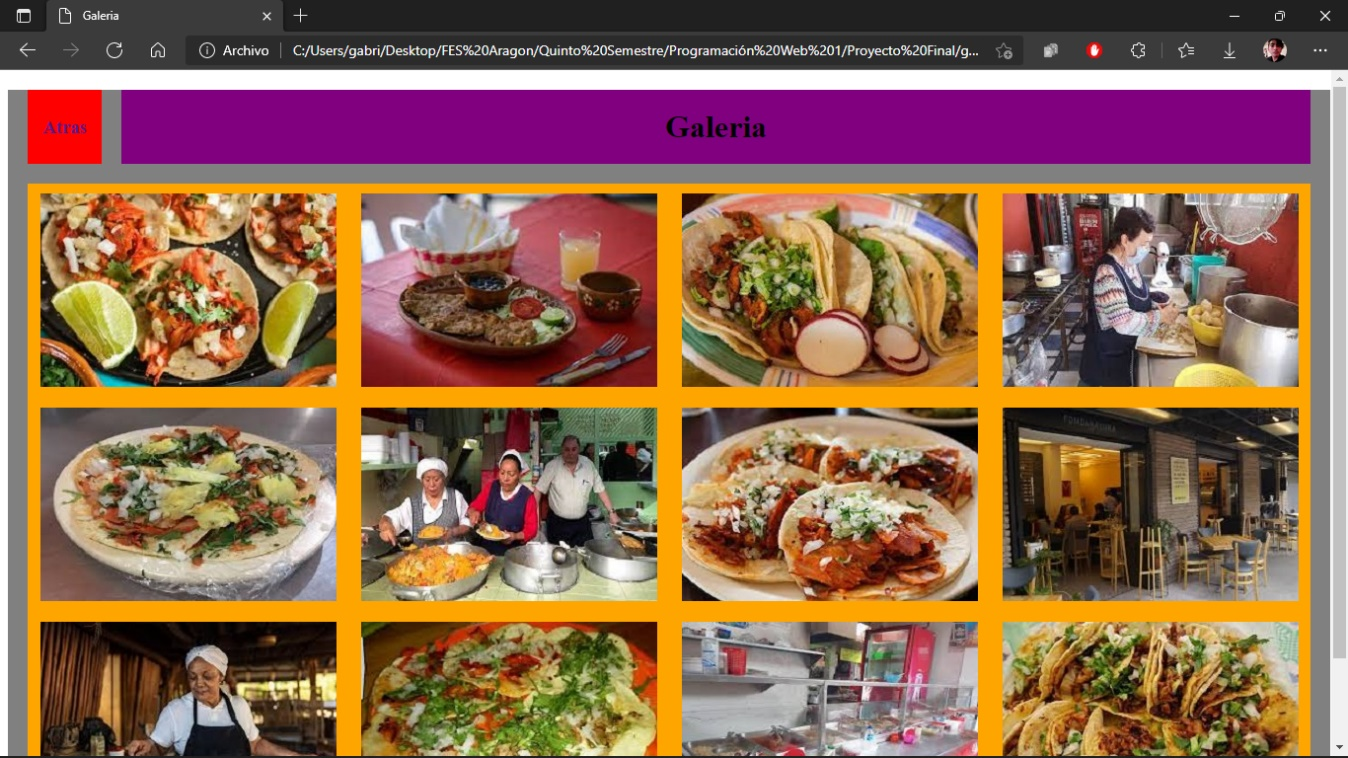 Galeria
Archivo
C:/Users/gabri/Desktop/FES%20Aragon/Quinto%20Semestre/Programación%20Web%201/Proyecto%20Final/g...
Atras
Galeria